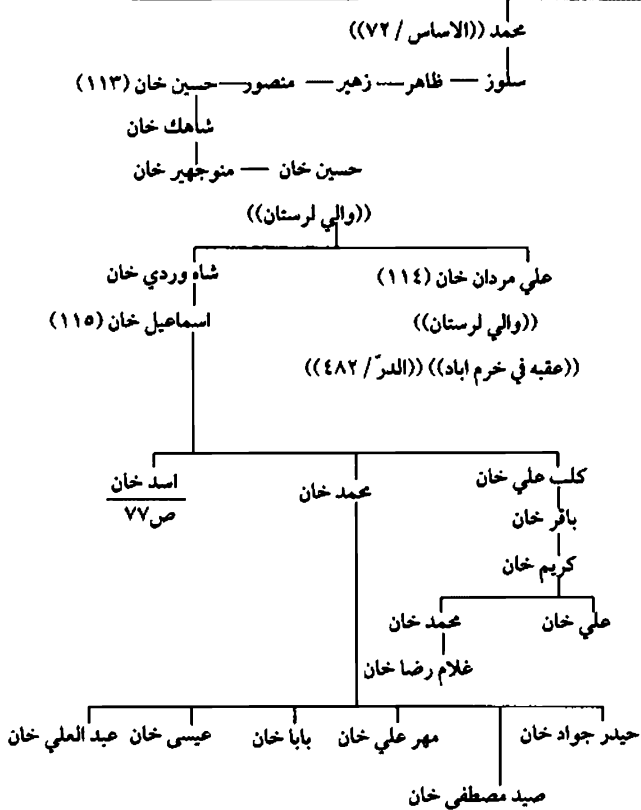 محمد ((الاساس / ٧٢))
سلوز — ظاهر — زهير — منصور — حسين خان (١١٣)
شاهك خان
حسين خان — منوجهير خان
((والي لرستان))
علي مردان خان (١١٤) شاه وردي خان
((والي لرستان)) اسماعيل خان (١١٥)
((عقبه في خرم اباد)) ((الدرّ / ٤٨٢))
كلب علي خان محمد خان اسد خان
باقر خان ص٧٧
كريم خان
علي خان محمد خان
غلام رضا خان
حيدر جواد خان مهر علي خان بابا خان عيسى خان عبد العلي خان
صيد مصطفى خان